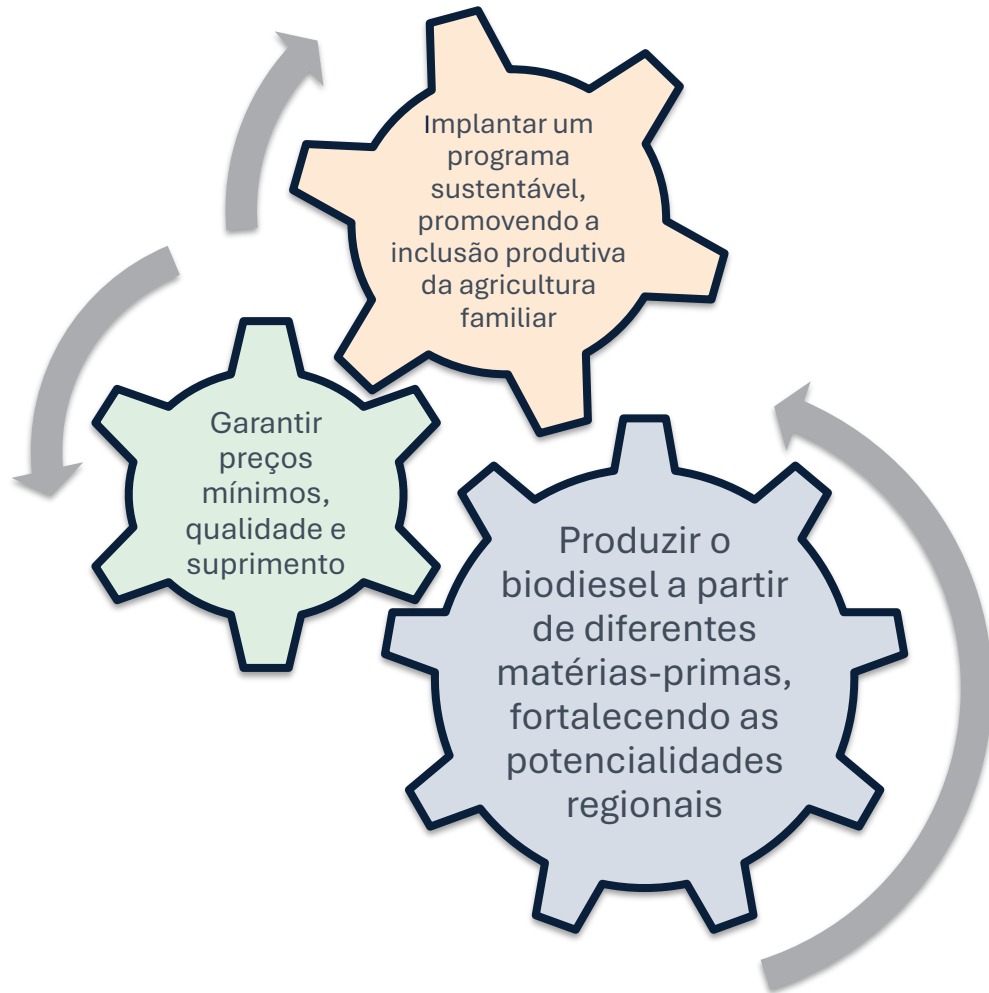 Implantar um
programa
sustentável,
promovendo a
inclusão produtiva
da agricultura
familiar
Garantir
preços
mínimos,
qualidade e
suprimento
Produzir o
biodiesel a partir
de diferentes
matérias-primas,
fortalecendo as
potencialidades
regionais